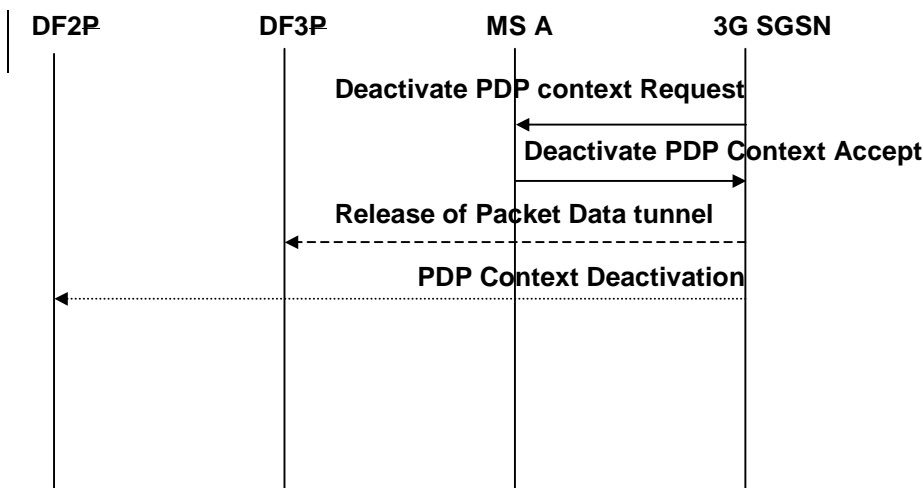 DF2P DF3P MS A 3G SGSN
Deactivate PDP context Request
Deactivate PDP Context Accept
Release of Packet Data tunnel
PDP Context Deactivation